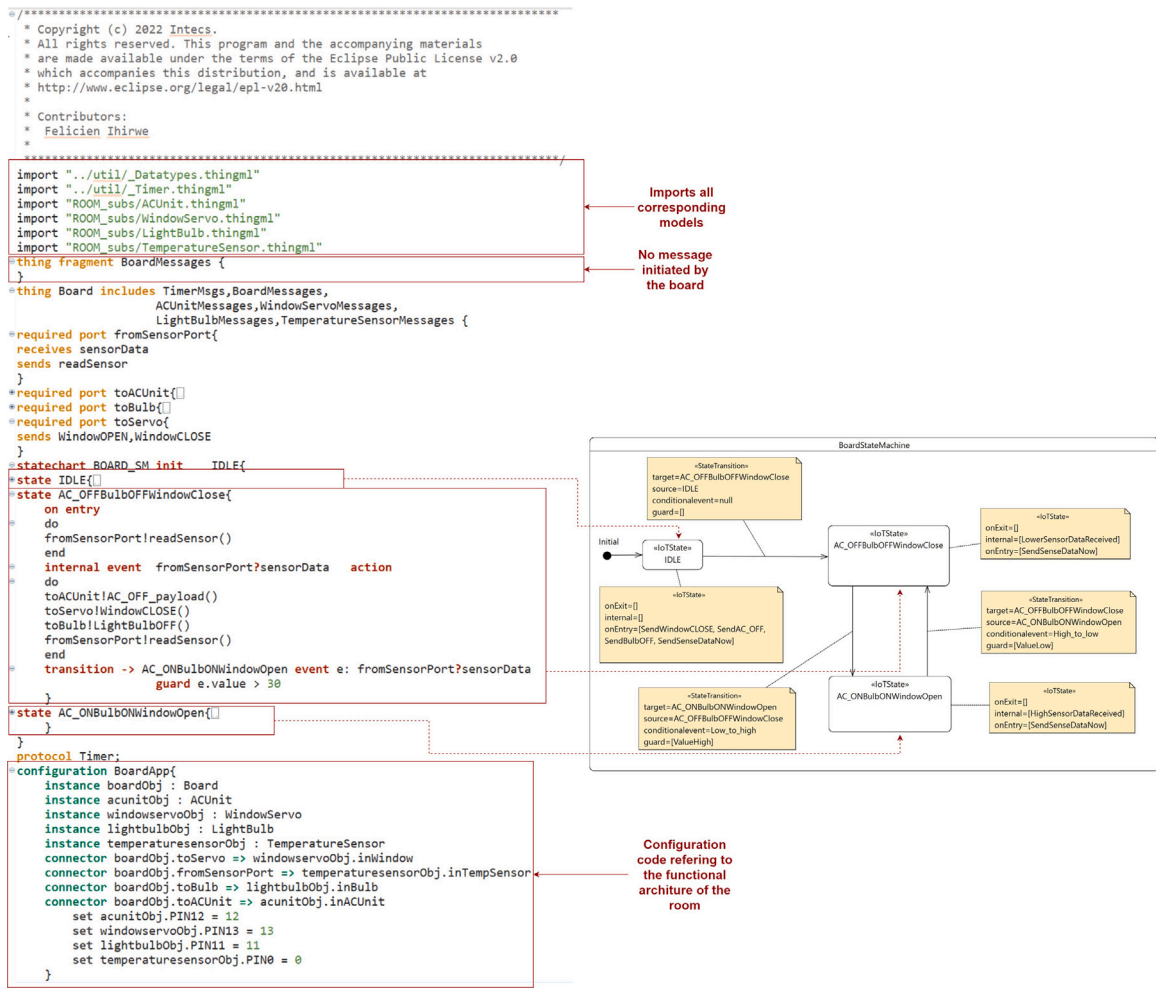 /*****************************************************************************
* Copyright (c) 2022 Intecs.
* All rights reserved. This program and the accompanying materials
* are made available under the terms of the Eclipse Public License v2.0
* which accompanies this distribution, and is available at
* http://www.eclipse.org/legal/epl-v20.html
*
* Contributors:
*  Felicien Ihirwe
*
*****************************************************************************/
import "../util/_Datatypes.thingml"
import "../util/_Timer.thingml"
import "ROOM_subs/ACUnit.thingml"
import "ROOM_subs/WindowServo.thingml"
import "ROOM_subs/LightBulb.thingml"
import "ROOM_subs/TemperatureSensor.thingml"
thing fragment BoardMessages {
}
thing Board includes TimerMsgs,BoardMessages,
ACUnitMessages,WindowServoMessages,
LightBulbMessages,TemperatureSensorMessages {
required port fromSensorPort{
receives sensorData
sends readSensor
}
required port toACUnit{
required port toBulb{
required port toServo{
sends WindowOPEN,WindowCLOSE
}
statechart BOARD_SM init IDLE{
state IDLE{
state AC_OFFBulbOFFWindowClose{
on entry
do
fromSensorPort!readSensor()
end
internal event fromSensorPort?sensorData action
do
toACUnit!AC_OFF_payload()
toServo!WindowCLOSE()
toBulb!LightBulbOFF()
fromSensorPort!readSensor()
end
transition -> AC_ONBulbONWindowOpen event e: fromSensorPort?sensorData
guard e.value > 30
}
state AC_ONBulbONWindowOpen{
}
}
protocol Timer;
configuration BoardApp{
instance boardObj : Board
instance acunitObj : ACUnit
instance windowservoObj : WindowServo
instance lightbulbObj : LightBulb
instance temperaturesensorObj : TemperatureSensor
connector boardObj.toServo => windowservoObj.inWindow
connector boardObj.fromSensorPort => temperaturesensorObj.inTempSensor
connector boardObj.toBulb => lightbulbObj.inBulb
connector boardObj.toACUnit => acunitObj.inACUnit
set acunitObj.PIN12 = 12
set windowservoObj.PIN13 = 13
set lightbulbObj.PIN11 = 11
set temperaturesensorObj.PIN0 = 0
}
Imports all
corresponding
models
No message
initiated by
the board
BoardStateMachine
«StateTransition»
target=AC_OFFBulbOFFWindowClose
source=IDLE
conditionalevent=null
guard=[]
Initial
«IoTState»
IDLE
«IoTState»
AC_OFFBulbOFFWindowClose
«IoTState»
onExit=[]
internal=[LowerSensorDataReceived]
onEntry=[SendSenseDataNow]
«IoTState»
onExit=[]
internal=[]
onEntry=[SendWindowCLOSE, SendAC_OFF,
SendBulbOFF, SendSenseDataNow]
«StateTransition»
target=AC_OFFBulbOFFWindowClose
source=AC_OnBulbONWindowOpen
conditionalevent=High_to_low
guard=[ValueLow]
«StateTransition»
target=AC_ONBulbONWindowOpen
source=AC_OFFBulbOFFWindowClose
conditionalevent=Low_to_high
guard=[ValueHigh]
«IoTState»
AC_ONBulbONWindowOpen
«IoTState»
onExit=[]
internal=[HighSensorDataReceived]
onEntry=[SendSenseDataNow]
Configuration
code refering to
the functional
architure of the
room